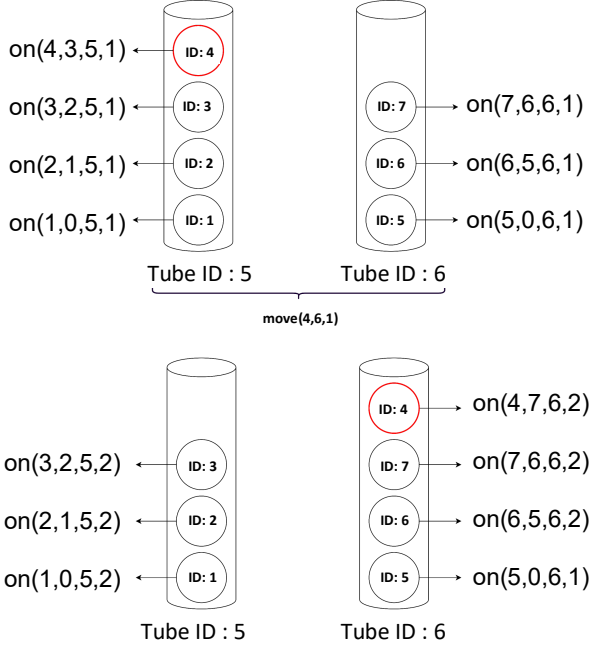 on(4,3,5,1) ID: 4
on(3,2,5,1) ID: 3 ID: 7 on(7,6,6,1)
on(2,1,5,1) ID: 2 ID: 6 on(6,5,6,1)
on(1,0,5,1) ID: 1 ID: 5 on(5,0,6,1)
Tube ID : 5 Tube ID : 6
move(4,6,1)
ID: 4 on(4,7,6,2)
on(3,2,5,2) ID: 3 ID: 7 on(7,6,6,2)
on(2,1,5,2) ID: 2 ID: 6 on(6,5,6,2)
on(1,0,5,2) ID: 1 ID: 5 on(5,0,6,1)
Tube ID : 5 Tube ID : 6